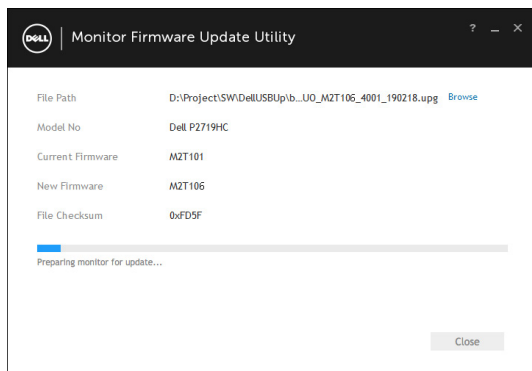 DELL Monitor Firmware Update Utility ? _ ×
File Path D:\Project\SW\DellUSBUp\b...UO_M2T106_4001_190218.upg Browse
Model No Dell P2719HC
Current Firmware M2T101
New Firmware M2T106
File Checksum 0xFD5F
Preparing monitor for update...
Close